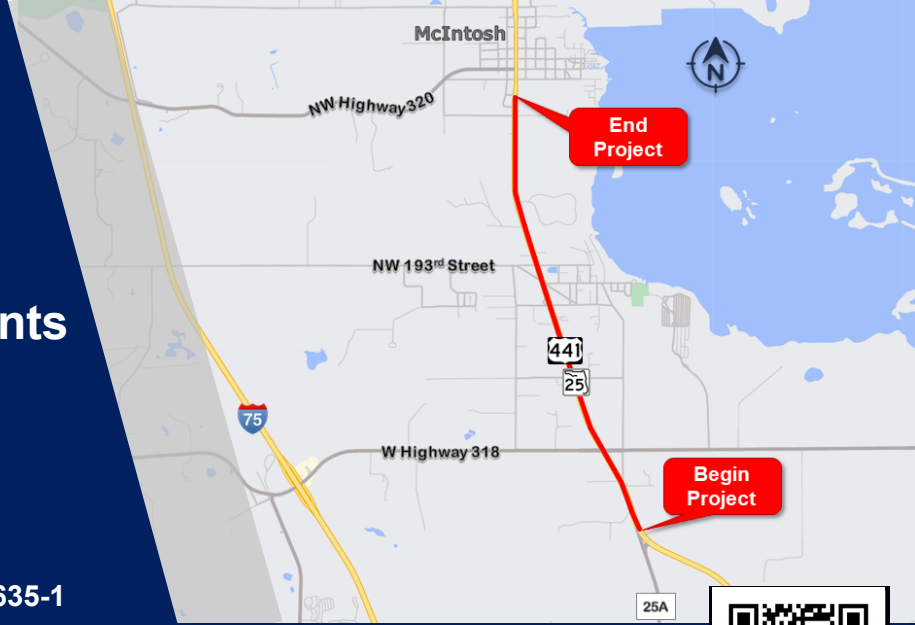 McIntosh
N
NW Highway 320
End
Project
NW 193rd Street
nts
441
25
75
W Highway 318
Begin
Project
635-1
25A